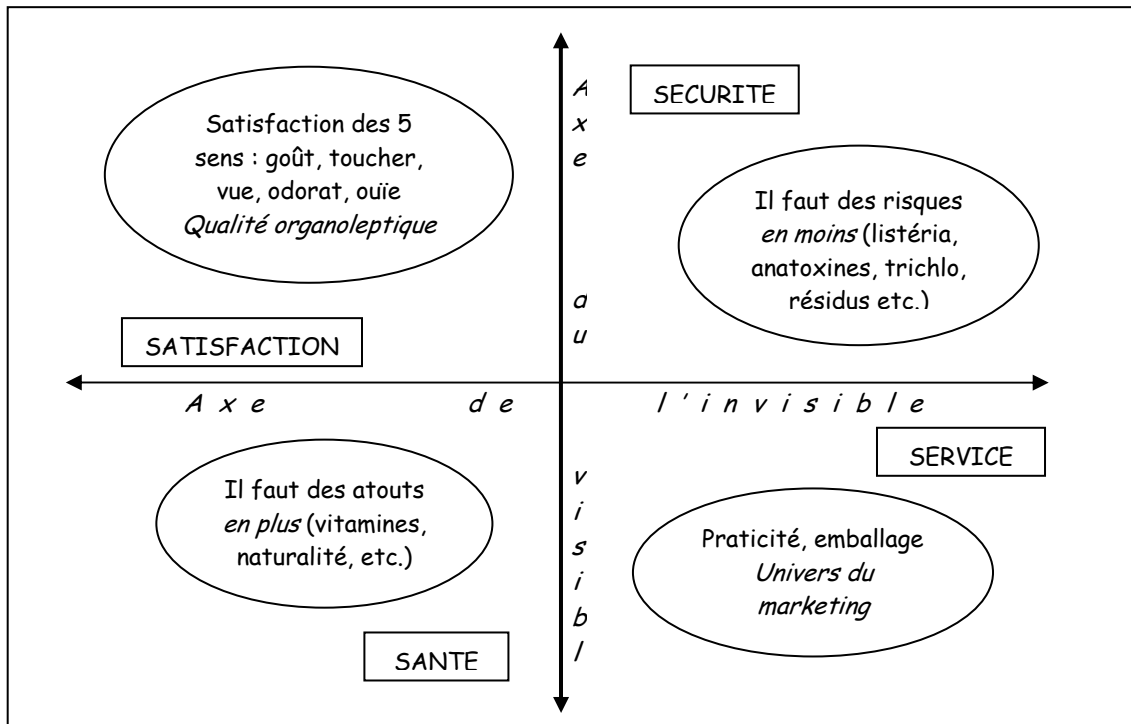 SECURITE
Satisfaction des 5
sens : goût, toucher,
vue, odorat, ouïe
Qualité organoleptique
Il faut des risques
en moins (listéria,
anatoxines, trichlo,
résidus etc.)
SATISFACTION
Axe de l'invisible
Axe au visibl
SERVICE
Il faut des atouts
en plus (vitamines,
naturalité, etc.)
Praticité, emballage
Univers du
marketing
SANTE